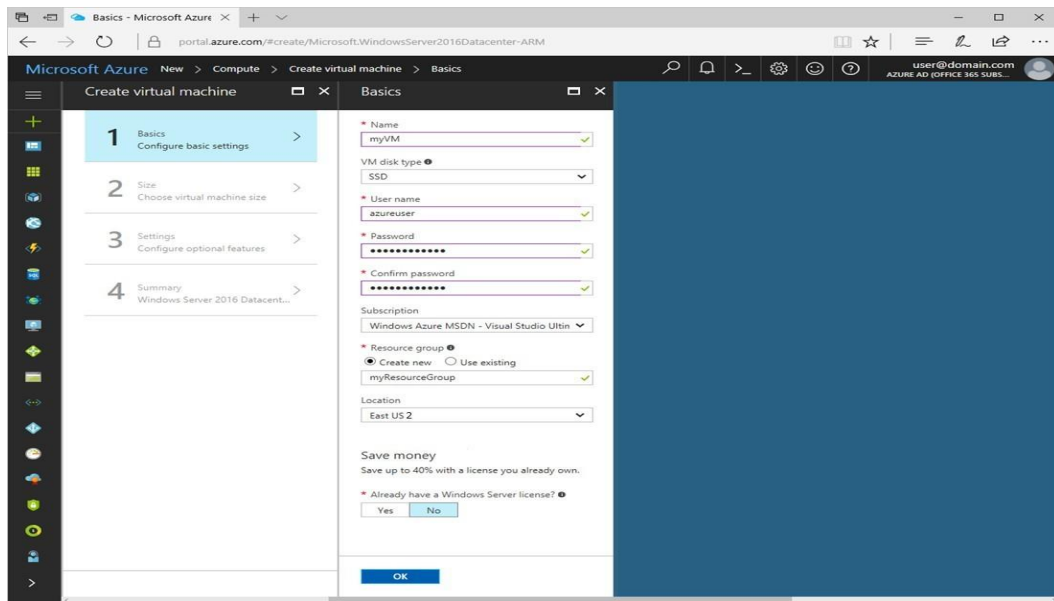 Basics - Microsoft Azure
portal.azure.com/#create/Microsoft.WindowsServer2016Datacenter-ARM
Microsoft Azure New > Compute > Create virtual machine > Basics
user@domain.com
AZURE AD (OFFICE 365 SUBS...
Create virtual machine
1
Basics
Configure basic settings
2
Size
Choose virtual machine size
3
Settings
Configure optional features
4
Summary
Windows Server 2016 Datacent...
Basics
* Name
myVM
VM disk type
SSD
* User name
azureuser
* Password
* Confirm password
Subscription
Windows Azure MSDN - Visual Studio Ultin
* Resource group
Create new Use existing
myResourceGroup
Location
East US 2
Save money
Save up to 40% with a license you already own.
* Already have a Windows Server license?
Yes No
OK